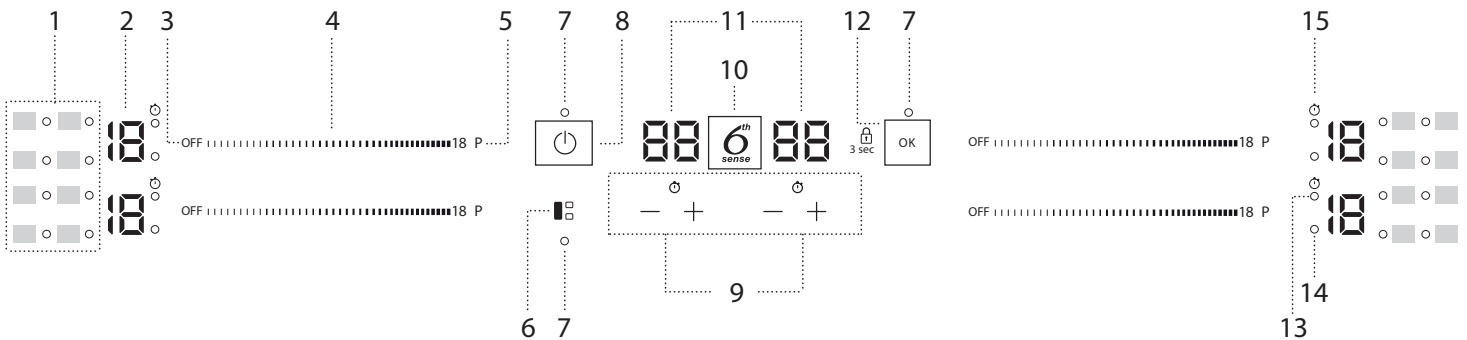 1 2 3 4 5 7 8 11 12 7 15
10
18 OFF 18 P 88 6th sense 88 3 sec OK OFF 18 P 18
18 OFF 18 P − + − + OFF 18 P 18
9
6 7 13 14